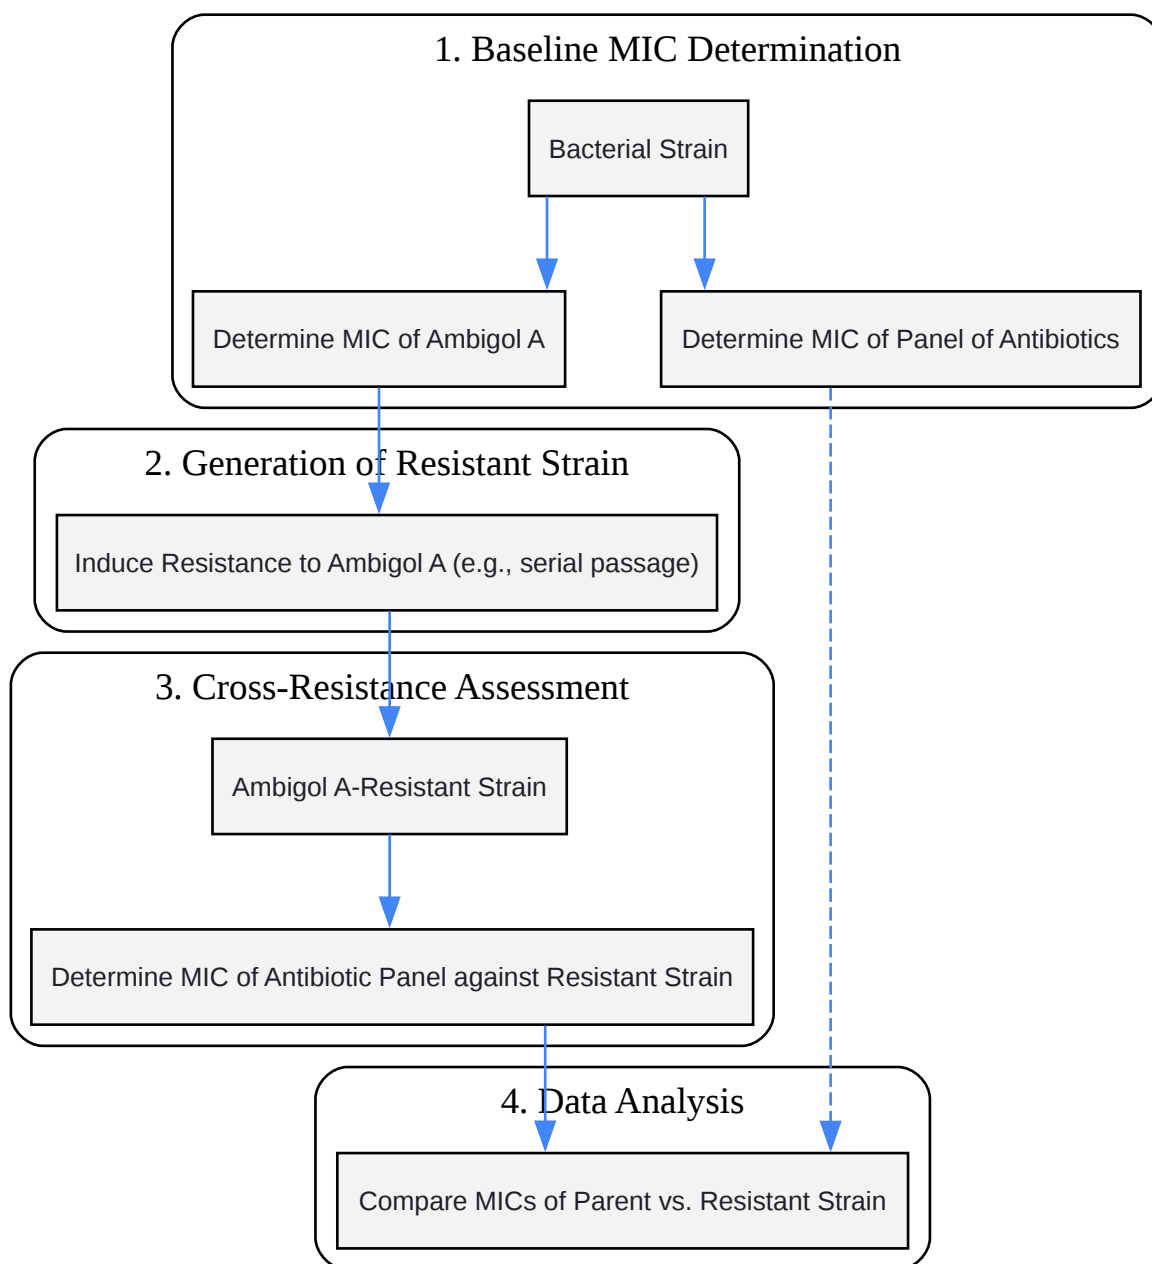 1. Baseline MIC Determination
Bacterial Strain
Determine MIC of Ambigol A
Determine MIC of Panel of Antibiotics
2. Generation of Resistant Strain
Induce Resistance to Ambigol A (e.g., serial passage)
3. Cross-Resistance Assessment
Ambigol A-Resistant Strain
Determine MIC of Antibiotic Panel against Resistant Strain
4. Data Analysis
Compare MICs of Parent vs. Resistant Strain